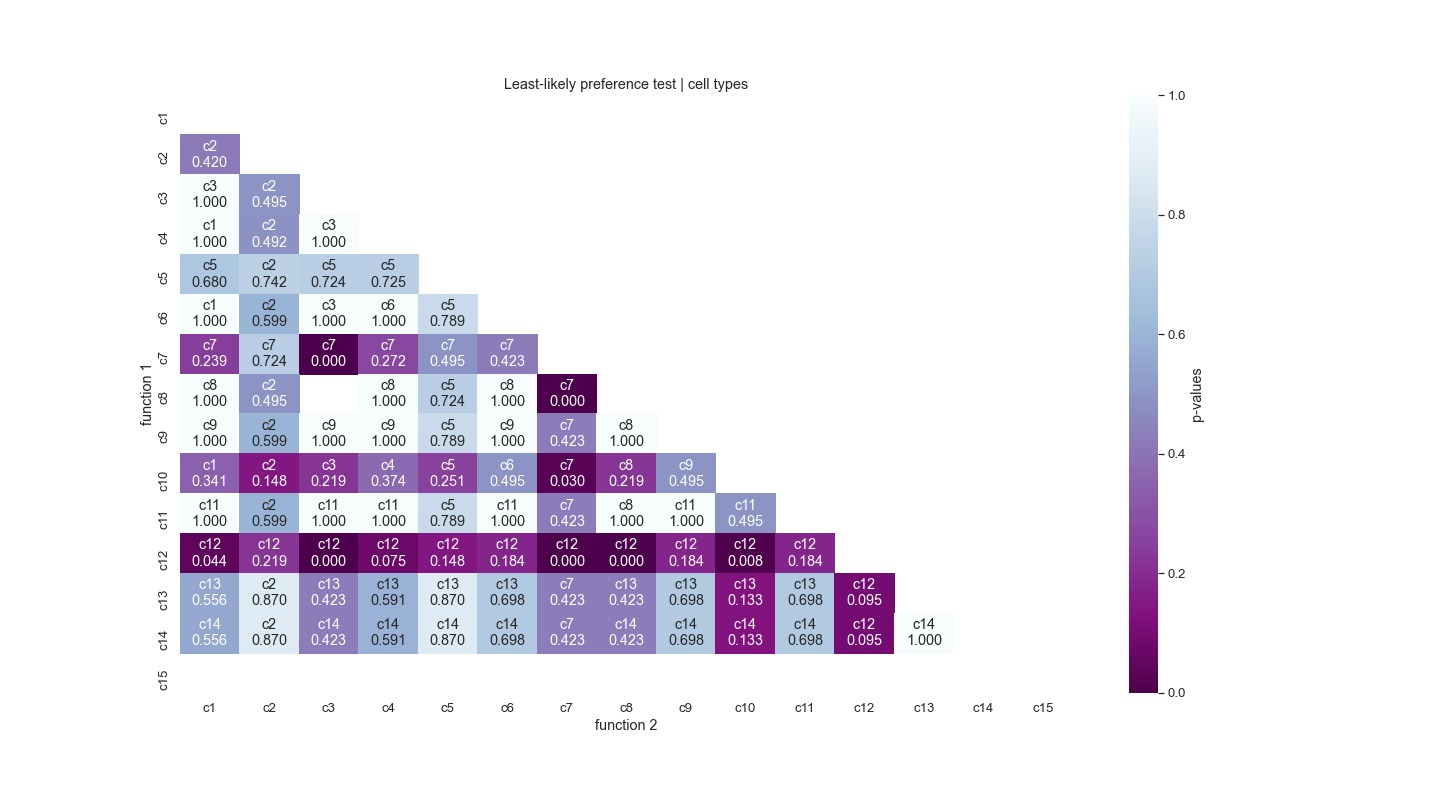 Least-likely preference test | cell types
c1
c2 c2
0.420
c3 c3 c2
1.000 0.495
c4 c1 c2 c3
1.000 0.492 1.000
c5 c5 c2 c5 c5
0.680 0.742 0.724 0.725
c6 c1 c2 c3 c6 c5
1.000 0.599 1.000 1.000 0.789
c7 c7 c7 c7 c7 c7 c7
0.239 0.724 0.000 0.272 0.495 0.423
c8 c8 c2 c8 c5 c8 c7
1.000 0.495 1.000 0.724 1.000 0.000
c9 c9 c2 c9 c9 c5 c9 c7 c8
1.000 0.599 1.000 1.000 0.789 1.000 0.423 1.000
c10 c1 c2 c3 c4 c5 c6 c7 c8 c9
0.341 0.148 0.219 0.374 0.251 0.495 0.030 0.219 0.495
c11 c11 c2 c11 c11 c5 c11 c7 c8 c11 c11
1.000 0.599 1.000 1.000 0.789 1.000 0.423 1.000 1.000 0.495
c12 c12 c12 c12 c12 c12 c12 c12 c12 c12 c12 c12
0.044 0.219 0.000 0.075 0.148 0.184 0.000 0.000 0.184 0.008 0.184
c13 c13 c2 c13 c13 c13 c13 c7 c13 c13 c13 c13 c12
0.556 0.870 0.423 0.591 0.870 0.698 0.423 0.423 0.698 0.133 0.698 0.095
c14 c14 c2 c14 c14 c14 c14 c7 c14 c14 c14 c14 c12 c14
0.556 0.870 0.423 0.591 0.870 0.698 0.423 0.423 0.698 0.133 0.698 0.095 1.000
c15
c1 c2 c3 c4 c5 c6 c7 c8 c9 c10 c11 c12 c13 c14 c15
function 2
function 1
1.0
0.8
0.6
0.4
0.2
0.0
p-values